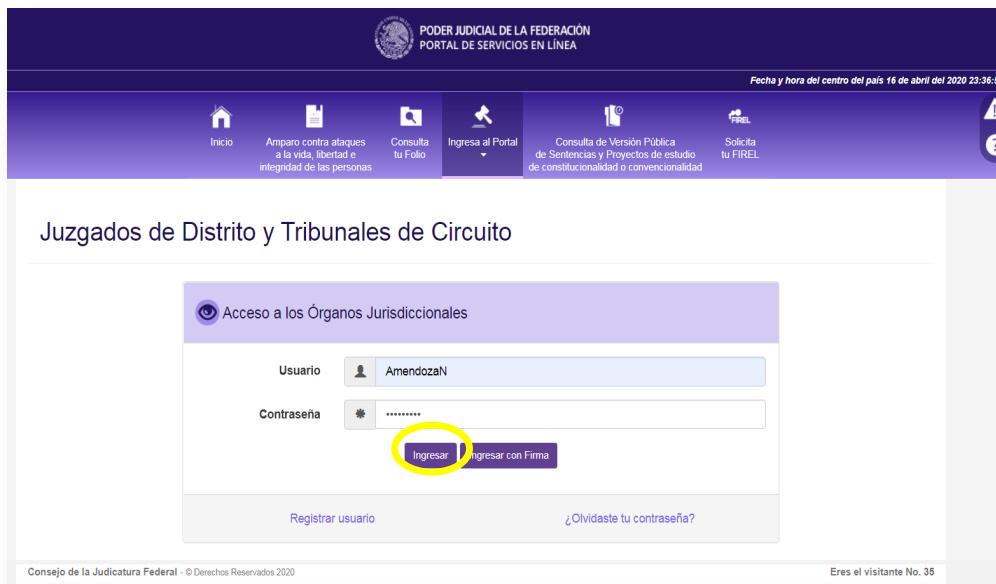 PODER JUDICIAL DE LA FEDERACIÓN
PORTAL DE SERVICIOS EN LÍNEA
Fecha y hora del centro del país 16 de abril del 2020 23:36:
Inicio
Amparo contra ataques
a la vida, libertad e
integridad de las personas
Consulta
tu Folio
Ingresa al Portal
Consulta de Versión Pública
de Sentencias y Proyectos de estudio
de constitucionalidad o convencionalidad
FIREL
Solicita
tu FIREL
Juzgados de Distrito y Tribunales de Circuito
Acceso a los Órganos Jurisdiccionales
Usuario
AmendozaN
Contraseña
•••••••••
Ingresar
Ingresar con Firma
Registrar usuario
¿Olvidaste tu contraseña?
Consejo de la Judicatura Federal - © Derechos Reservados 2020
Eres el visitante No. 35